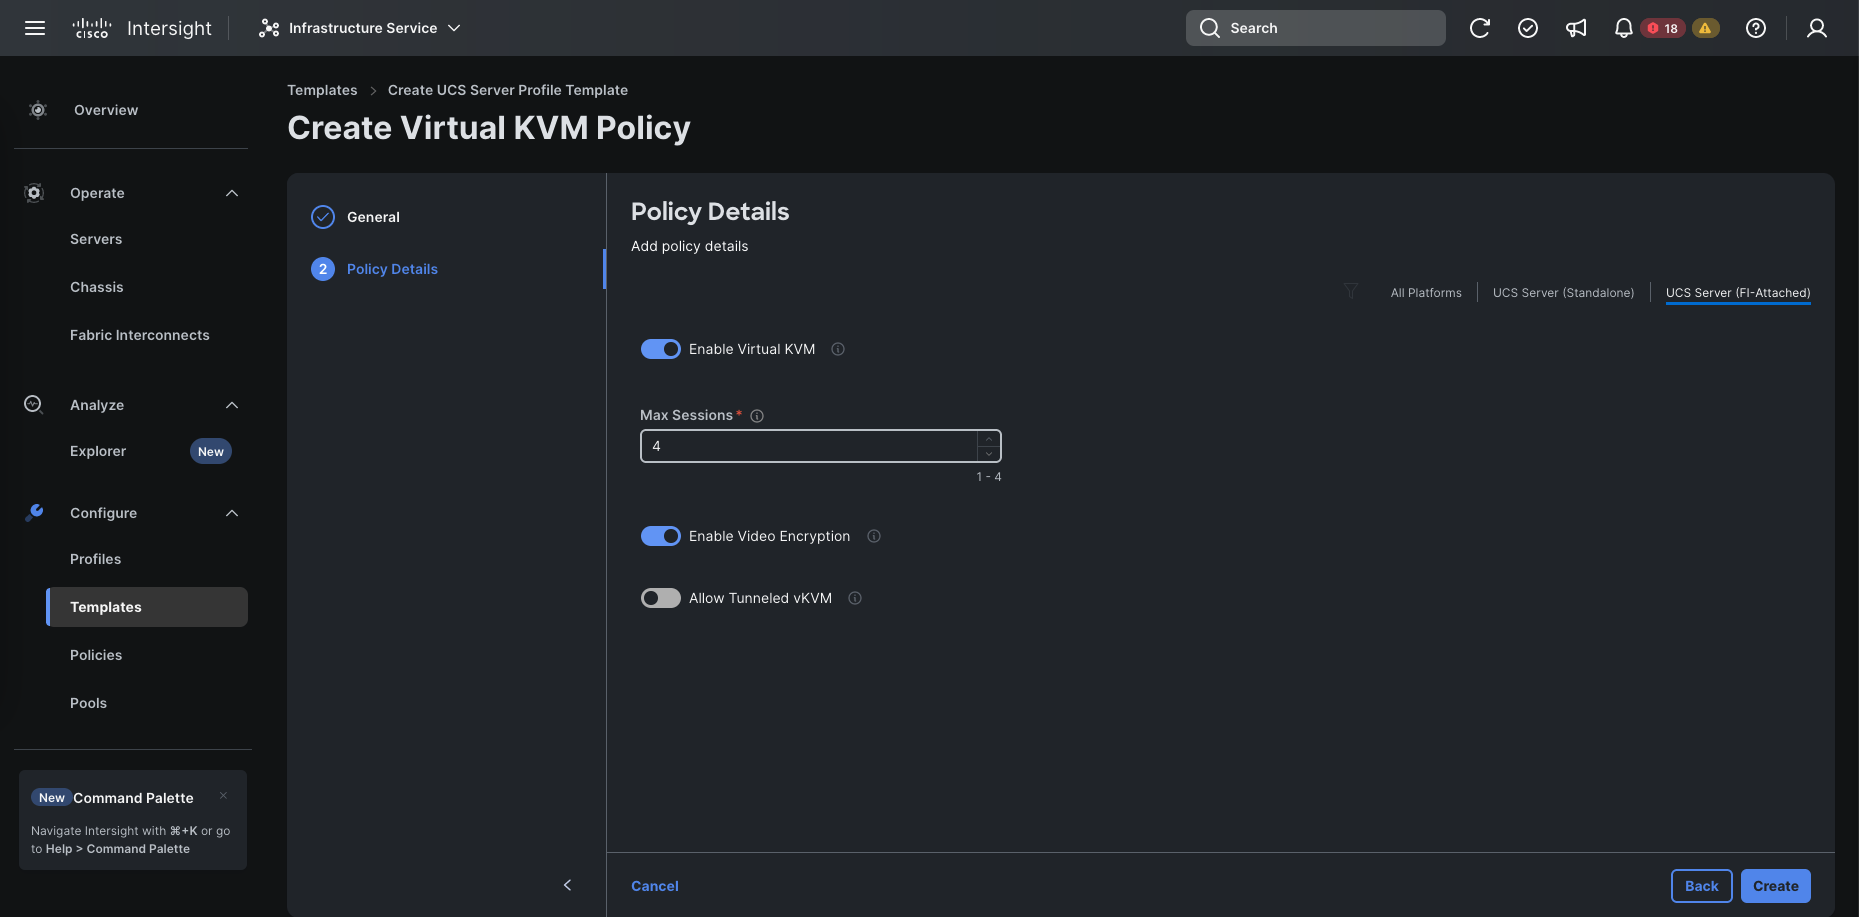 cisco Intersight
Infrastructure Service
Search
18
Overview
Operate
Servers
Chassis
Fabric Interconnects
Analyze
Explorer New
Configure
Profiles
Templates
Policies
Pools
New Command Palette
Navigate Intersight with ⌘+K or go
to Help > Command Palette
Templates > Create UCS Server Profile Template
Create Virtual KVM Policy
General
2 Policy Details
Policy Details
Add policy details
All Platforms UCS Server (Standalone) UCS Server (FI-Attached)
Enable Virtual KVM
Max Sessions *
4
1 - 4
Enable Video Encryption
Allow Tunneled vKVM
Cancel Back Create